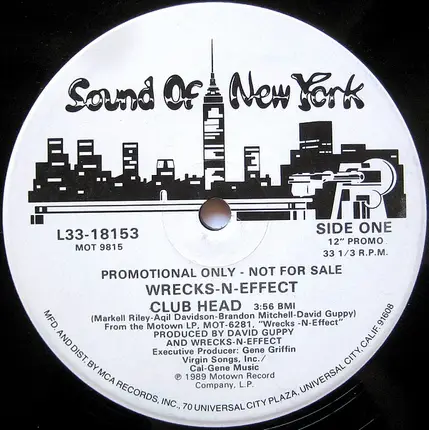 Sound Of New York
L33-18153
MOT 9815
SIDE ONE
12" PROMO
33 1/3 R.P.M.
PROMOTIONAL ONLY - NOT FOR SALE
WRECKS-N-EFFECT
CLUB HEAD 3:56 BMI
(Markell Riley-Aqil Davidson-Brandon Mitchell-David Guppy)
From the Motown LP, MOT-6281, "Wrecks -N-Effect"
PRODUCED BY DAVID GUPPY
AND WRECKS-N-EFFECT
Executive Producer: Gene Griffin
Virgin Songs, Inc./
Cal-Gene Music
℗ 1989 Motown Record
Company, L.P.
MFD. AND DIST. BY MCA RECORDS, INC., 70 UNIVERSAL CITY PLAZA, UNIVERSAL CITY, CALIF. 91608